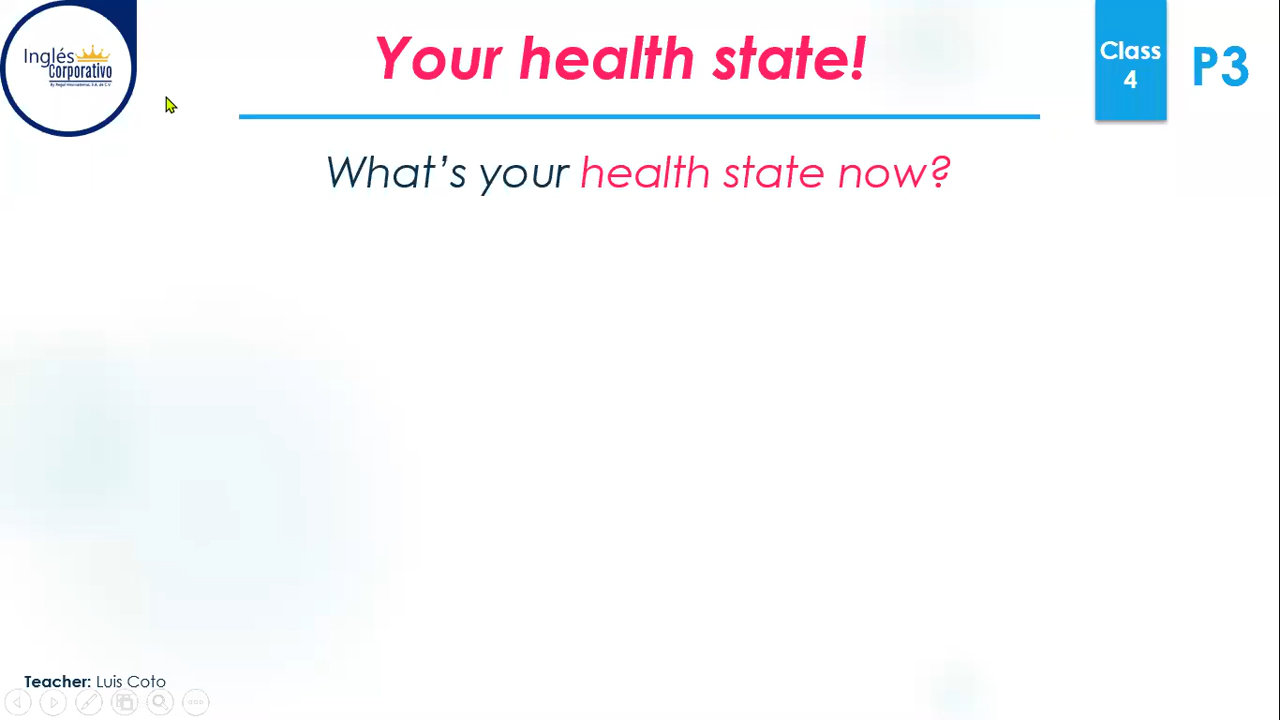 Inglés
Corporativo
Your health state!
Class
4
P3
What's your health state now?
Teacher: Luis Coto